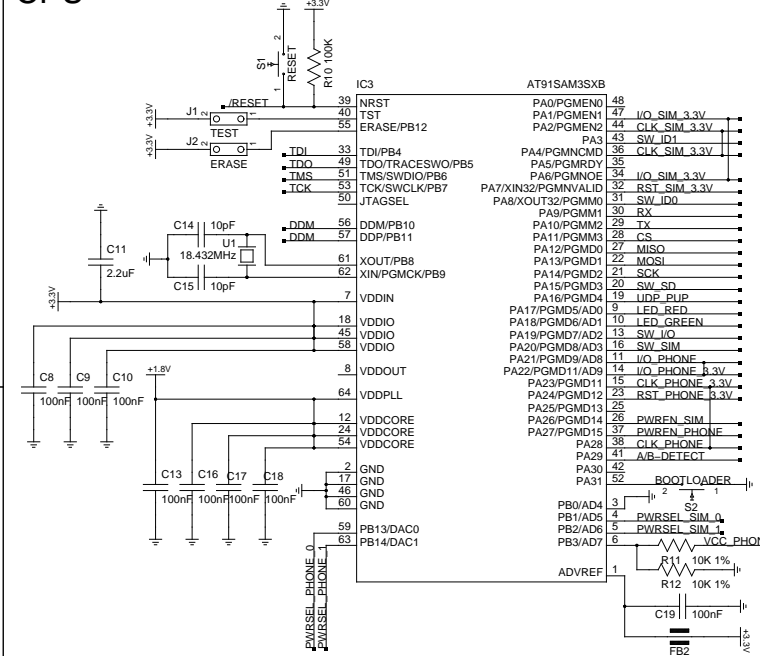 +3.3V
S1
RESET
2
1
R10 100K
IC3
AT91SAM3SXB
/RESET
39 NRST
40 TST
55 ERASE/PB12
+3.3V
J1
2
1
TEST
+3.3V
J2
2
1
ERASE
TDI 33 TDI/PB4
TDO 49 TDO/TRACESWO/PB5
TMS 51 TMS/SWDIO/PB6
TCK 53 TCK/SWCLK/PB7
50 JTAGSEL
DDM 56 DDM/PB10
DDM 57 DDP/PB11
C14 10pF
U1
18.432MHz
C15 10pF
61 XOUT/PB8
62 XIN/PGMCK/PB9
C11
2.2uF
+3.3V
7 VDDIN
18 VDDIO
45 VDDIO
58 VDDIO
C8
100nF
C9
100nF
C10
100nF
8 VDDOUT
+1.8V
64 VDDPLL
12 VDDCORE
24 VDDCORE
54 VDDCORE
C13
100nF
C16
100nF
C17
100nF
C18
100nF
2 GND
17 GND
46 GND
60 GND
59 PB13/DAC0
63 PB14/DAC1
PWRSEL_PHONE_0
PWRSEL_PHONE_1
PA0/PGMEN0 48
PA1/PGMEN1 47 I/O_SIM_3.3V
PA2/PGMEN2 44 CLK_SIM_3.3V
PA3 43 SW_ID1
PA4/PGMNCMD 36 CLK_SIM_3.3V
PA5/PGMRDY 35
PA6/PGMNOE 34 I/O_SIM_3.3V
PA7/XIN32/PGMNVALID 32 RST_SIM_3.3V
PA8/XOUT32/PGMM0 31 SW_ID0
PA9/PGMM1 30 RX
PA10/PGMM2 29 TX
PA11/PGMM3 28 CS
PA12/PGMD0 27 MISO
PA13/PGMD1 22 MOSI
PA14/PGMD2 21 SCK
PA15/PGMD3 20 SW_SD
PA16/PGMD4 19 UDP_PUP
PA17/PGMD5/AD0 9 LED_RED
PA18/PGMD6/AD1 10 LED_GREEN
PA19/PGMD7/AD2 13 SW_I/O
PA20/PGMD8/AD3 16 SW_SIM
PA21/PGMD9/AD8 11 I/O_PHONE
PA22/PGMD11/AD9 14 I/O_PHONE_3.3V
PA23/PGMD11 15 CLK_PHONE_3.3V
PA24/PGMD12 23 RST_PHONE_3.3V
PA25/PGMD13 25
PA26/PGMD14 26 PWREN_SIM
PA27/PGMD15 37 PWREN_PHONE
PA28 38 CLK_PHONE
PA29 41 A/B-DETECT
PA30 42
PA31 52 BOOTLOADER
2
1
S2
PB0/AD4 3
PB1/AD5 4 PWRSEL_SIM_0
PB2/AD6 5 PWRSEL_SIM_1
PB3/AD7 6
R11 10K 1%
R12 10K 1%
ADVREF 1
C19 100nF
FB2
+3.3V